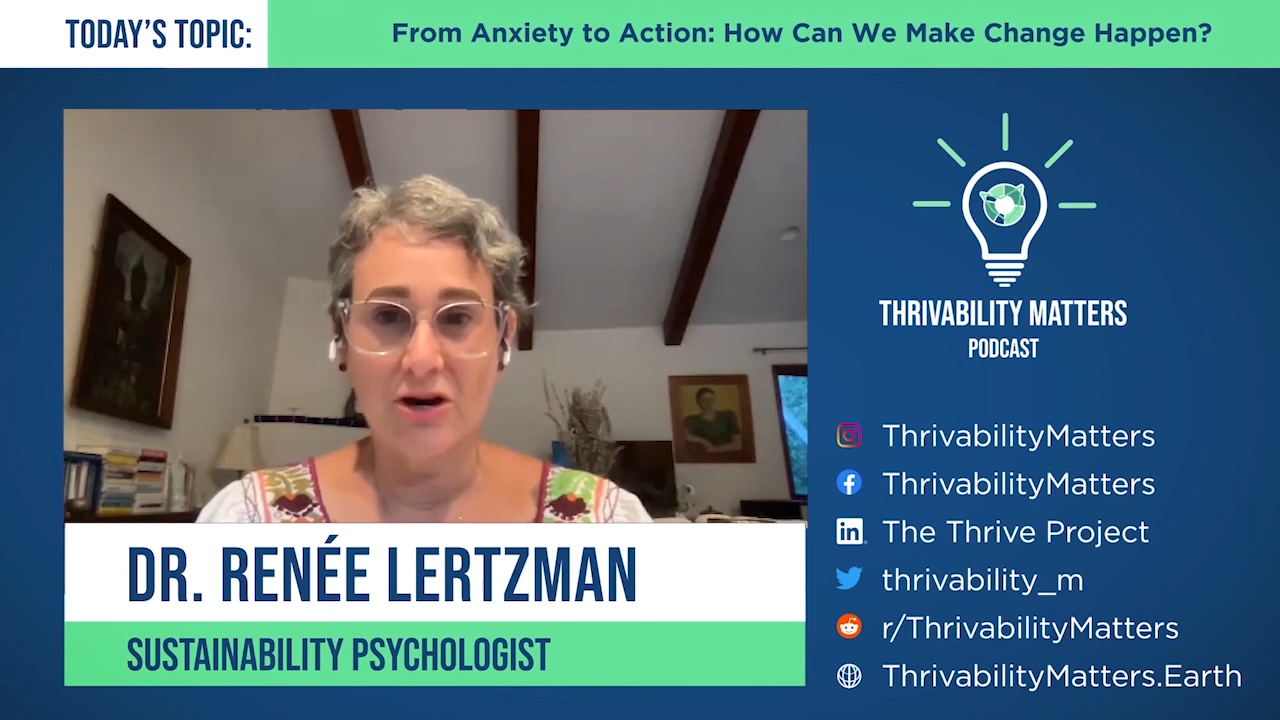 TODAY'S TOPIC:
From Anxiety to Action: How Can We Make Change Happen?
THRIVABILITY MATTERS
PODCAST
DR. RENÉE LERTZMAN
SUSTAINABILITY PSYCHOLOGIST
ThrivabilityMatters
ThrivabilityMatters
The Thrive Project
thrivability_m
r/ThrivabilityMatters
ThrivabilityMatters.Earth